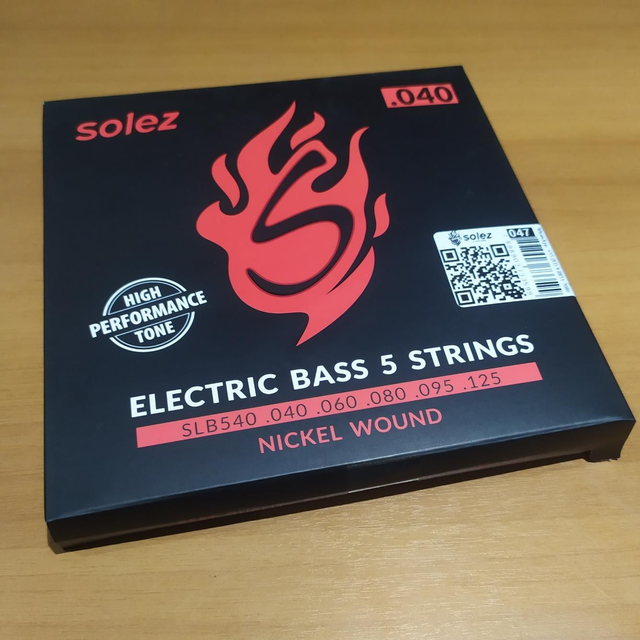 solez
.040
solez
047
HIGH
PERFORMANCE
TONE
ELECTRIC BASS 5 STRINGS
SLB540 .040 .060 .080 .095 .125
NICKEL WOUND